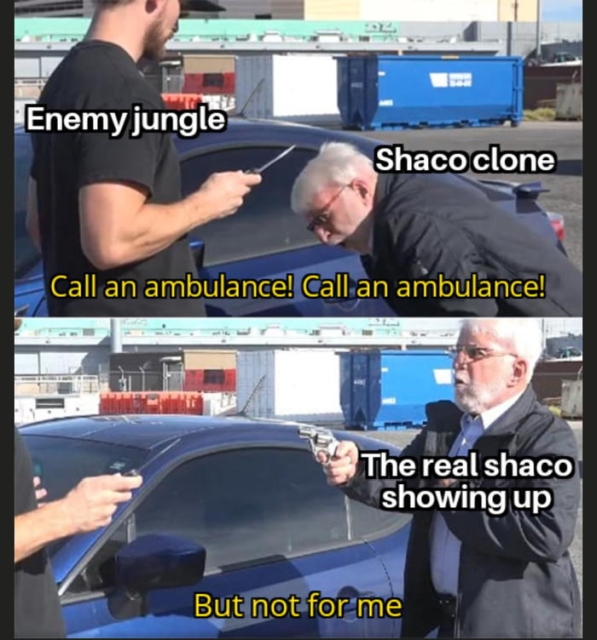 Enemy jungle
Shaco clone
Call an ambulance! Call an ambulance!
The real shaco
showing up
But not for me